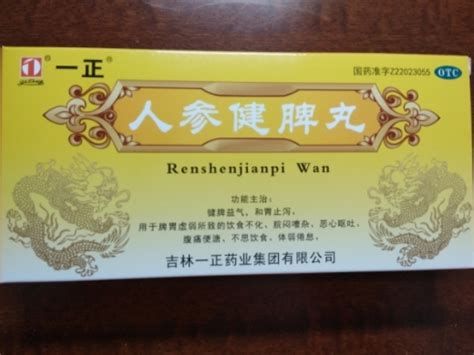 一正
国药准字Z22023055 OTC
人参健脾丸
Renshenjianpi Wan
功能主治:
健脾益气、和胃止泻。
用于脾胃虚弱所致的饮食不化、脘闷嘈杂、恶心呕吐、
腹痛便溏、不思饮食、体弱倦怠。
吉林一正药业集团有限公司